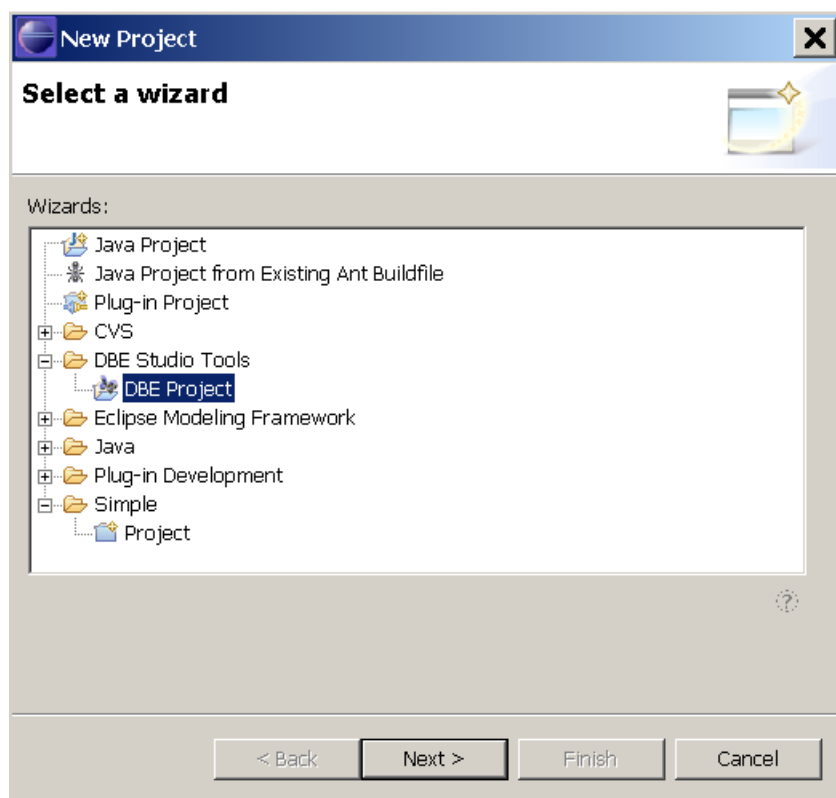 New Project
Select a wizard
Wizards:
Java Project
Java Project from Existing Ant Buildfile
Plug-in Project
CVS
DBE Studio Tools
DBE Project
Eclipse Modeling Framework
Java
Plug-in Development
Simple
Project
?
< Back Next > Finish Cancel